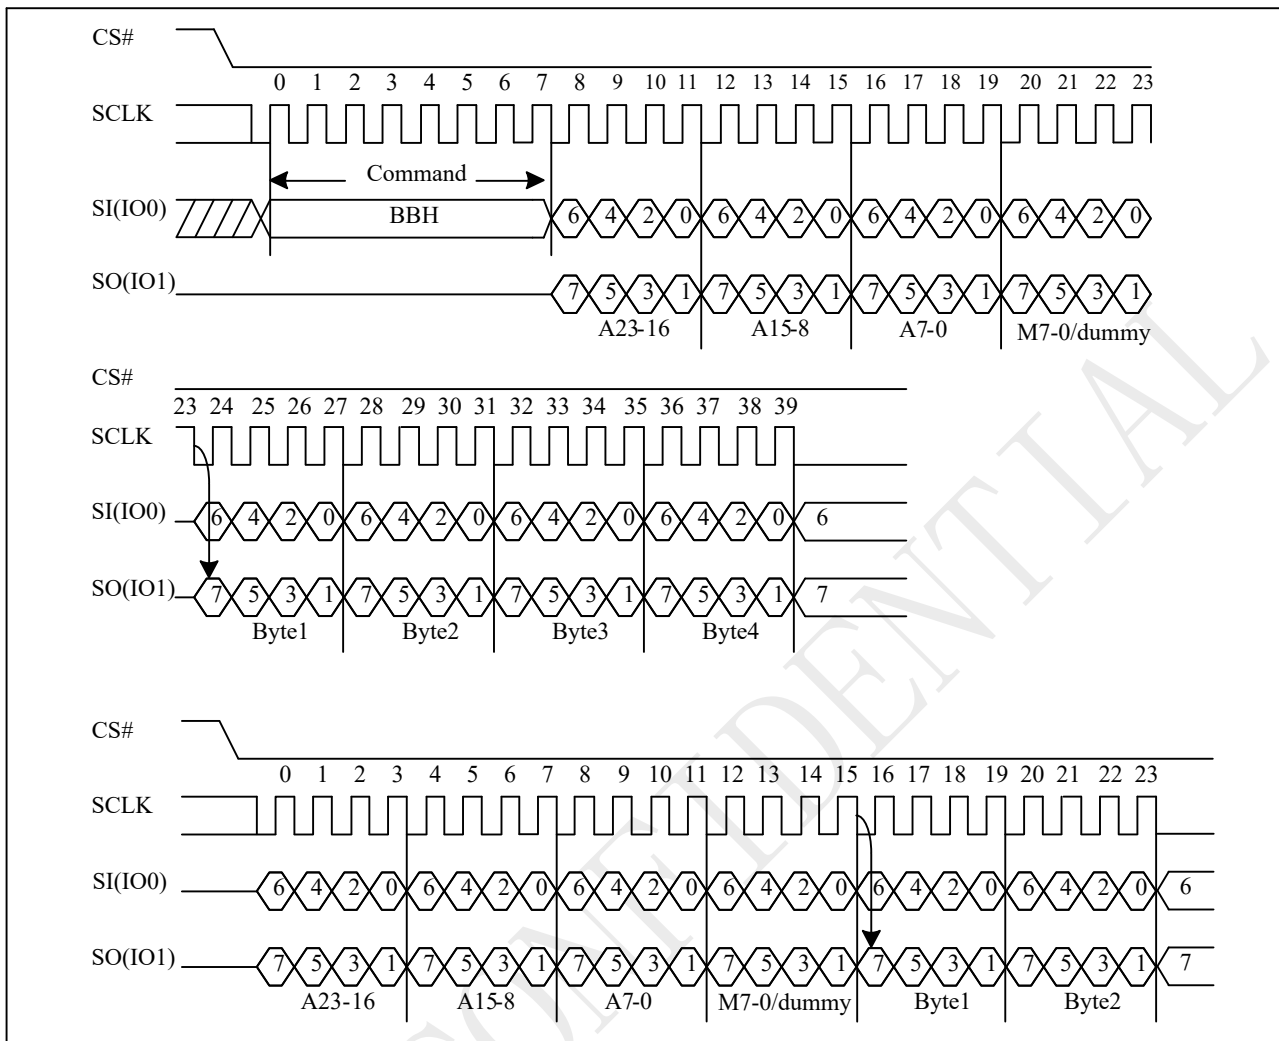 CS#
0 1 2 3 4 5 6 7 8 9 10 11 12 13 14 15 16 17 18 19 20 21 22 23
SCLK
Command
SI(IO0) BBH 6 4 2 0 6 4 2 0 6 4 2 0 6 4 2 0
SO(IO1) 7 5 3 1 7 5 3 1 7 5 3 1 7 5 3 1
A23-16 A15-8 A7-0 M7-0/dummy
CS#
23 24 25 26 27 28 29 30 31 32 33 34 35 36 37 38 39
SCLK
SI(IO0) 6 4 2 0 6 4 2 0 6 4 2 0 6 4 2 0 6
SO(IO1) 7 5 3 1 7 5 3 1 7 5 3 1 7 5 3 1 7
Byte1 Byte2 Byte3 Byte4
CS#
0 1 2 3 4 5 6 7 8 9 10 11 12 13 14 15 16 17 18 19 20 21 22 23
SCLK
SI(IO0) 6 4 2 0 6 4 2 0 6 4 2 0 6 4 2 0 6 4 2 0 6 4 2 0 6
SO(IO1) 7 5 3 1 7 5 3 1 7 5 3 1 7 5 3 1 7 5 3 1 7 5 3 1 7
A23-16 A15-8 A7-0 M7-0/dummy Byte1 Byte2
CONFIDENTIAL